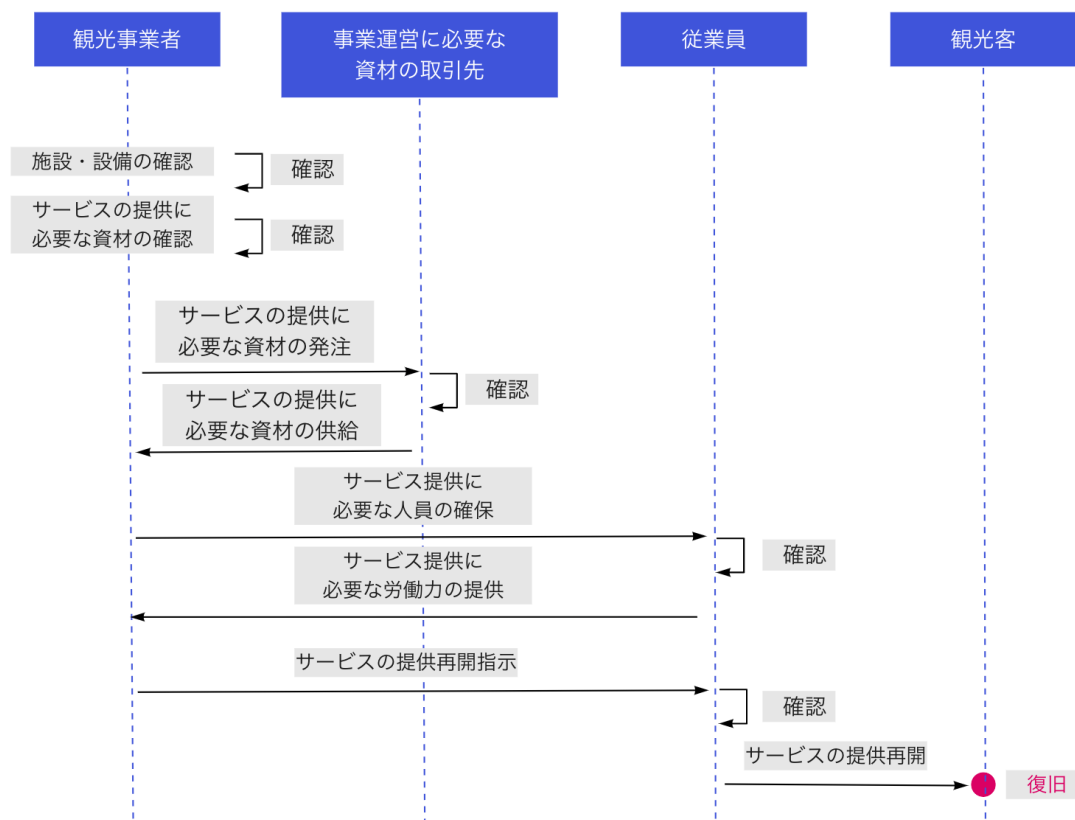 観光事業者
事業運営に必要な
資材の取引先
従業員
観光客
施設・設備の確認
確認
サービスの提供に
必要な資材の確認
確認
サービスの提供に
必要な資材の発注
確認
サービスの提供に
必要な資材の供給
サービス提供に
必要な人員の確保
確認
サービス提供に
必要な労働力の提供
サービスの提供再開指示
確認
サービスの提供再開
復旧